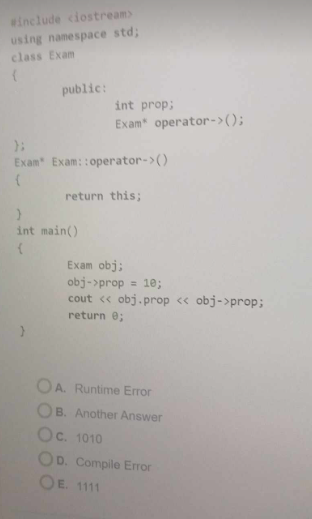 #include <iostream>
using namespace std;
class Exam
{
public:
int prop;
Exam* operator->();
};
Exam* Exam::operator->()
{
return this;
}
int main()
{
Exam obj;
obj->prop = 10;
cout << obj.prop << obj->prop;
return 0;
}
A. Runtime Error
B. Another Answer
C. 1010
D. Compile Error
E. 1111